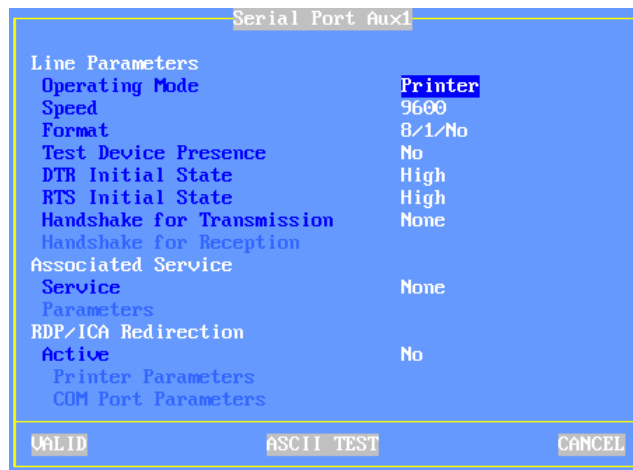 Serial Port Aux1
Line Parameters
Operating Mode Printer
Speed 9600
Format 8/1/No
Test Device Presence No
DTR Initial State High
RTS Initial State High
Handshake for Transmission None
Handshake for Reception
Associated Service
Service None
Parameters
RDP/ICA Redirection
Active No
Printer Parameters
COM Port Parameters
VALID ASCII TEST CANCEL